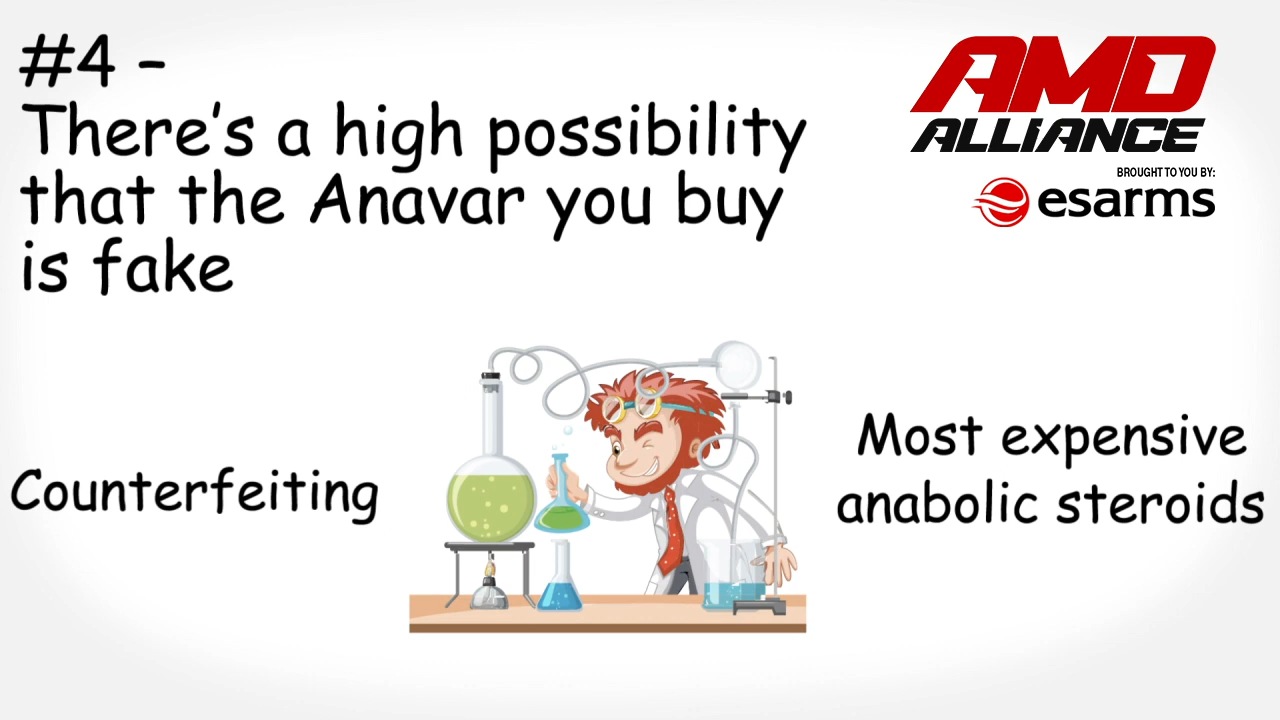 #4 –
There's a high possibility
that the Anavar you buy
is fake
AMD
ALLiANCE
BROUGHT TO YOU BY:
esarms
Counterfeiting
Most expensive
anabolic steroids